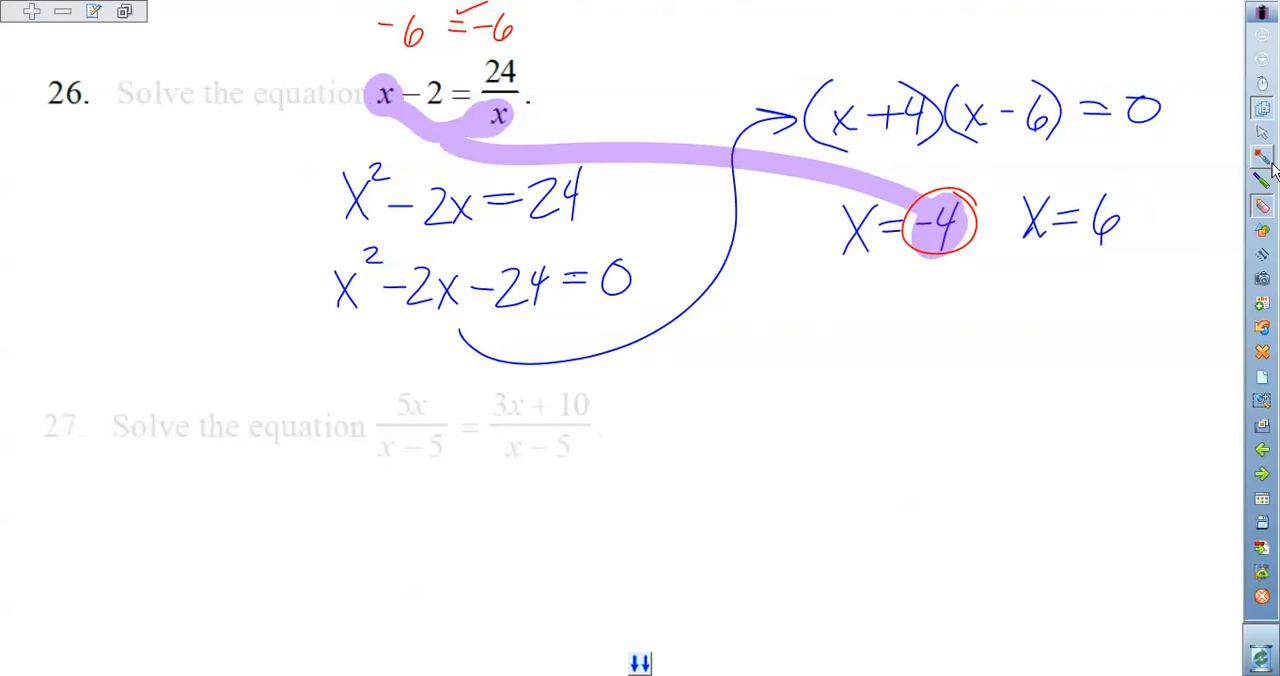 -6 = -6
26. Solve the equation x - 2 = 24/x.
(x+4)(x-6) = 0
x² - 2x = 24
x = -4 x = 6
x² - 2x - 24 = 0
27. Solve the equation 5x/(x - 5) = (3x + 10)/(x - 5).